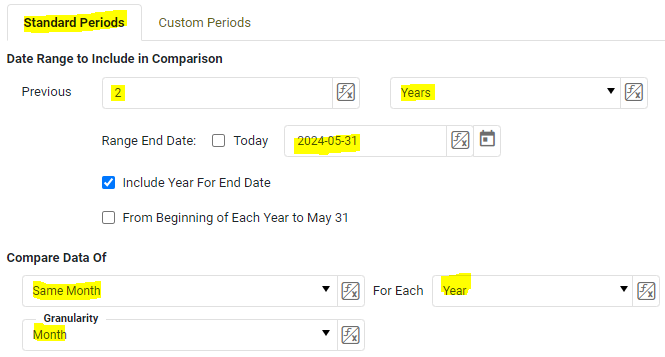 Standard Periods Custom Periods
Date Range to Include in Comparison
Previous 2 Years
Range End Date: Today 2024-05-31
Include Year For End Date
From Beginning of Each Year to May 31
Compare Data Of
Same Month For Each Year
Granularity
Month